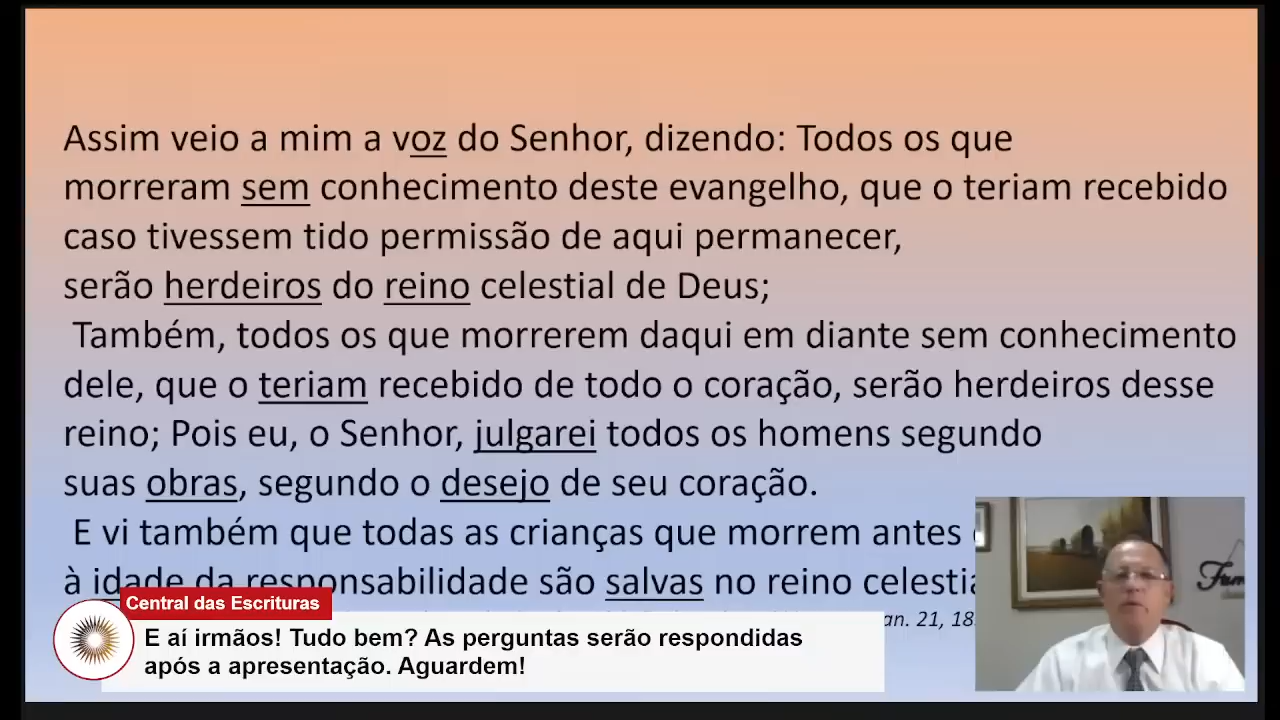 Assim veio a mim a voz do Senhor, dizendo: Todos os que
morreram sem conhecimento deste evangelho, que o teriam recebido
caso tivessem tido permissão de aqui permanecer,
serão herdeiros do reino celestial de Deus;
Também, todos os que morrerem daqui em diante sem conhecimento
dele, que o teriam recebido de todo o coração, serão herdeiros desse
reino; Pois eu, o Senhor, julgarei todos os homens segundo
suas obras, segundo o desejo de seu coração.
E vi também que todas as crianças que morrem antes
à idade da responsabilidade são salvas no reino
an. 21, 18
Central das Escrituras
E aí irmãos! Tudo bem? As perguntas serão respondidas
após a apresentação. Aguardem!